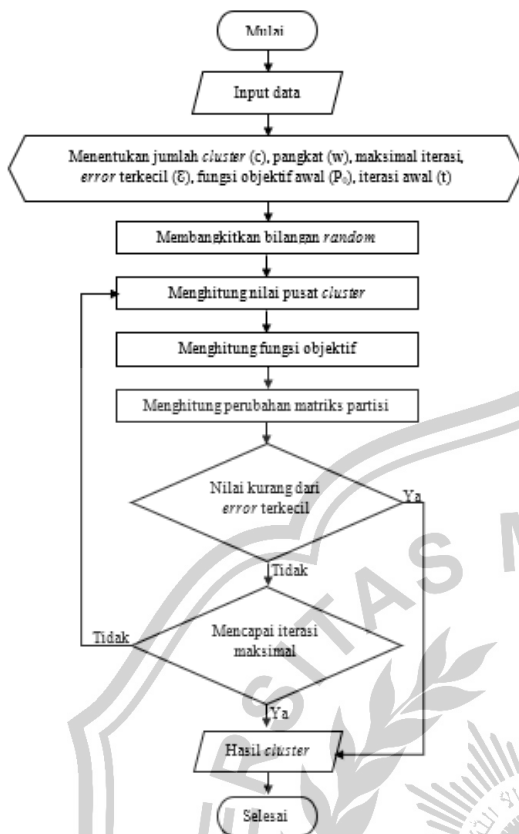 Mulai
Input data
Menentukan jumlah cluster (c), pangkat (w), maksimal iterasi,
error terkecil (ξ), fungsi objektif awal (P₀), iterasi awal (t)
Membangkitkan bilangan random
Menghitung nilai pusat cluster
Menghitung fungsi objektif
Menghitung perubahan matriks partisi
Nilai kurang dari
error terkecil
Ya
Tidak
Mencapai iterasi
maksimal
Tidak
Ya
Hasil cluster
Selesai
ERSITAS M